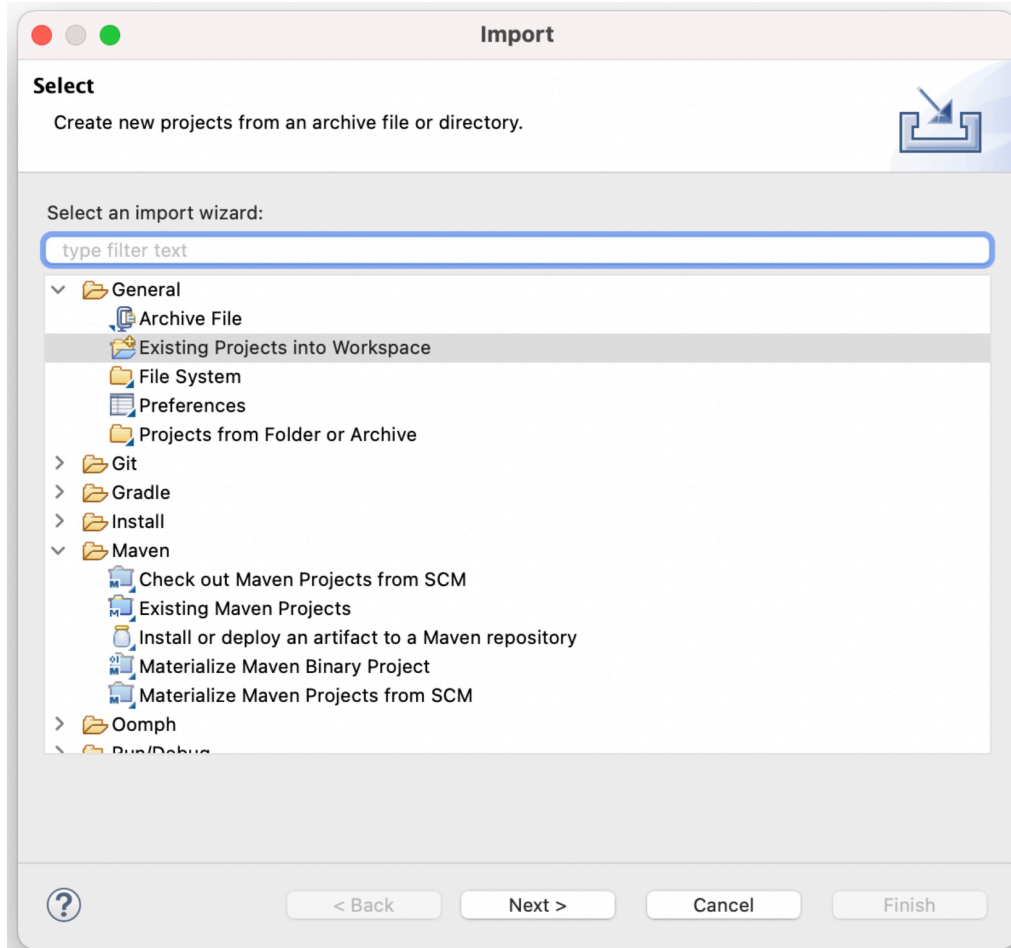 Import
Select
Create new projects from an archive file or directory.
Select an import wizard:
type filter text
General
Archive File
Existing Projects into Workspace
File System
Preferences
Projects from Folder or Archive
Git
Gradle
Install
Maven
Check out Maven Projects from SCM
Existing Maven Projects
Install or deploy an artifact to a Maven repository
Materialize Maven Binary Project
Materialize Maven Projects from SCM
Oomph
Run/Debug
?
< Back
Next >
Cancel
Finish